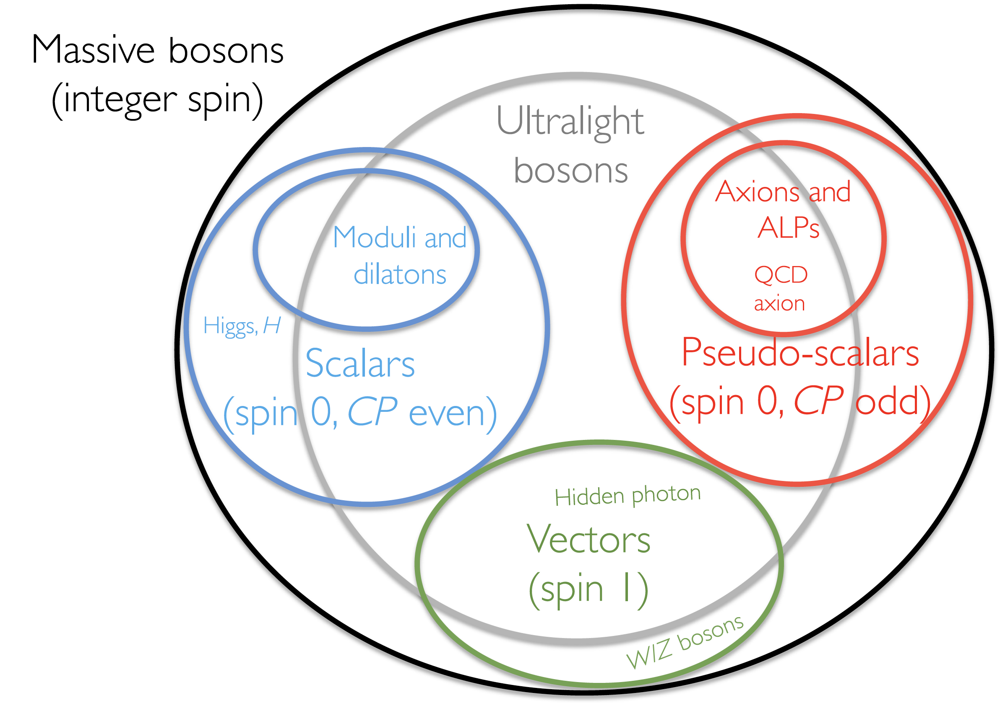 Massive bosons
(integer spin)
Ultralight
bosons
Axions and
ALPs
QCD
axion
Moduli and
dilatons
Higgs, H
Scalars
(spin 0, CP even)
Pseudo-scalars
(spin 0, CP odd)
Hidden photon
Vectors
(spin 1)
W/Z bosons